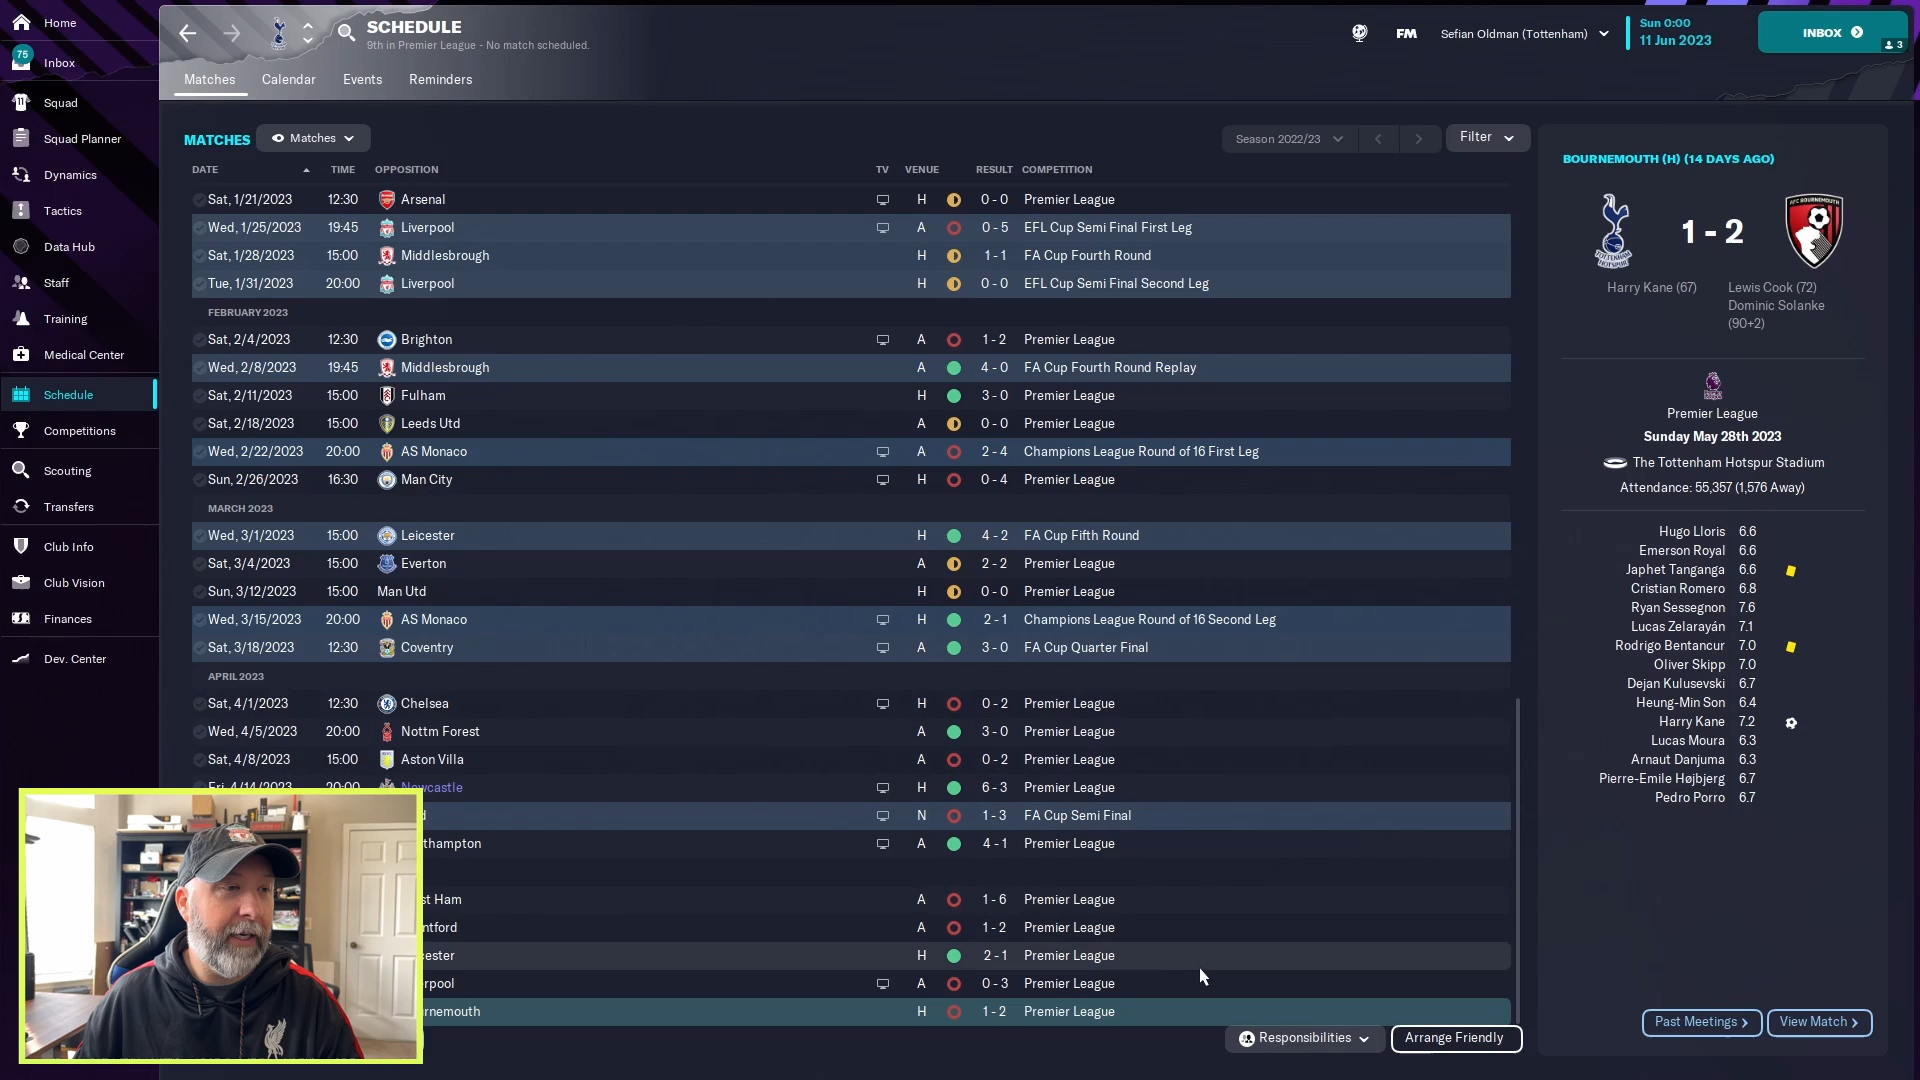 Home
75
Inbox
Squad
Squad Planner
Dynamics
Tactics
Data Hub
Staff
Training
Medical Center
Schedule
Competitions
Scouting
Transfers
Club Info
Club Vision
Finances
Dev. Center
SCHEDULE
9th in Premier League - No match scheduled.
FM
Sefian Oldman (Tottenham)
Sun 0:00
11 Jun 2023
INBOX
3
Matches Calendar Events Reminders
MATCHES
Matches
Season 2022/23
Filter
DATE TIME OPPOSITION TV VENUE RESULT COMPETITION
Sat, 1/21/2023 12:30 Arsenal H 0 - 0 Premier League
Wed, 1/25/2023 19:45 Liverpool A 0 - 5 EFL Cup Semi Final First Leg
Sat, 1/28/2023 15:00 Middlesbrough H 1 - 1 FA Cup Fourth Round
Tue, 1/31/2023 20:00 Liverpool H 0 - 0 EFL Cup Semi Final Second Leg
FEBRUARY 2023
Sat, 2/4/2023 12:30 Brighton A 1 - 2 Premier League
Wed, 2/8/2023 19:45 Middlesbrough A 4 - 0 FA Cup Fourth Round Replay
Sat, 2/11/2023 15:00 Fulham H 3 - 0 Premier League
Sat, 2/18/2023 15:00 Leeds Utd A 0 - 0 Premier League
Wed, 2/22/2023 20:00 AS Monaco A 2 - 4 Champions League Round of 16 First Leg
Sun, 2/26/2023 16:30 Man City H 0 - 4 Premier League
MARCH 2023
Wed, 3/1/2023 15:00 Leicester H 4 - 2 FA Cup Fifth Round
Sat, 3/4/2023 15:00 Everton A 2 - 2 Premier League
Sun, 3/12/2023 15:00 Man Utd H 0 - 0 Premier League
Wed, 3/15/2023 20:00 AS Monaco H 2 - 1 Champions League Round of 16 Second Leg
Sat, 3/18/2023 12:30 Coventry A 3 - 0 FA Cup Quarter Final
APRIL 2023
Sat, 4/1/2023 12:30 Chelsea H 0 - 2 Premier League
Wed, 4/5/2023 20:00 Nottm Forest A 3 - 0 Premier League
Sat, 4/8/2023 15:00 Aston Villa A 0 - 2 Premier League
Fri, 4/14/2023 20:00 Newcastle H 6 - 3 Premier League
d N 1 - 3 FA Cup Semi Final
thampton A 4 - 1 Premier League
st Ham A 1 - 6 Premier League
ntford A 1 - 2 Premier League
cester H 2 - 1 Premier League
rpool A 0 - 3 Premier League
rnemouth H 1 - 2 Premier League
Responsibilities
Arrange Friendly
BOURNEMOUTH (H) (14 DAYS AGO)
1 - 2
AFC BOURNEMOUTH
Harry Kane (67)
Lewis Cook (72)
Dominic Solanke
(90+2)
Premier League
Sunday May 28th 2023
The Tottenham Hotspur Stadium
Attendance: 55,357 (1,576 Away)
Hugo Lloris 6.6
Emerson Royal 6.6
Japhet Tanganga 6.6
Cristian Romero 6.8
Ryan Sessegnon 7.6
Lucas Zelarayán 7.1
Rodrigo Bentancur 7.0
Oliver Skipp 7.0
Dejan Kulusevski 6.7
Heung-Min Son 6.4
Harry Kane 7.2
Lucas Moura 6.3
Arnaut Danjuma 6.3
Pierre-Emile Højbjerg 6.7
Pedro Porro 6.7
Past Meetings
View Match